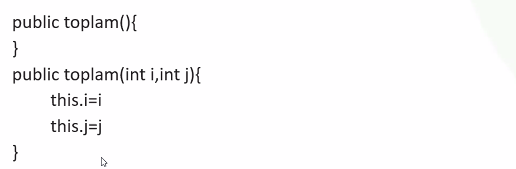 public toplam(){
}
public toplam(int i,int j){
this.i=i
this.j=j
}